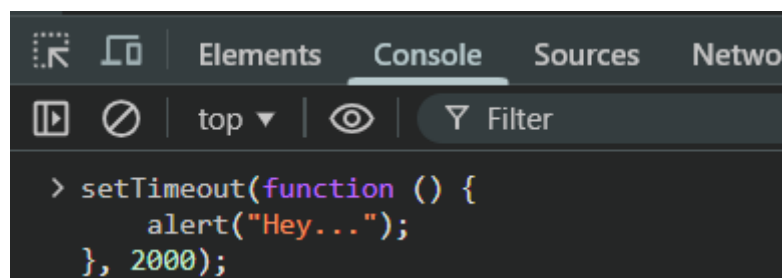 Elements Console Sources Netwo
top ▼ Filter
> setTimeout(function () {
    alert("Hey...");
}, 2000);